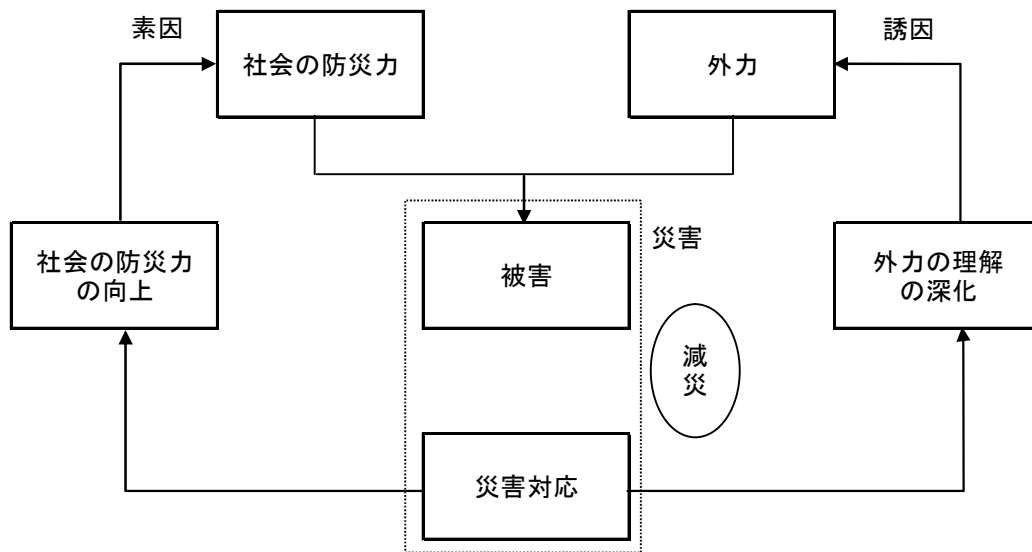 素因
社会の防災力
外力
誘因
社会の防災力
の向上
被害
災害
外力の理解
の深化
減
災
災害対応